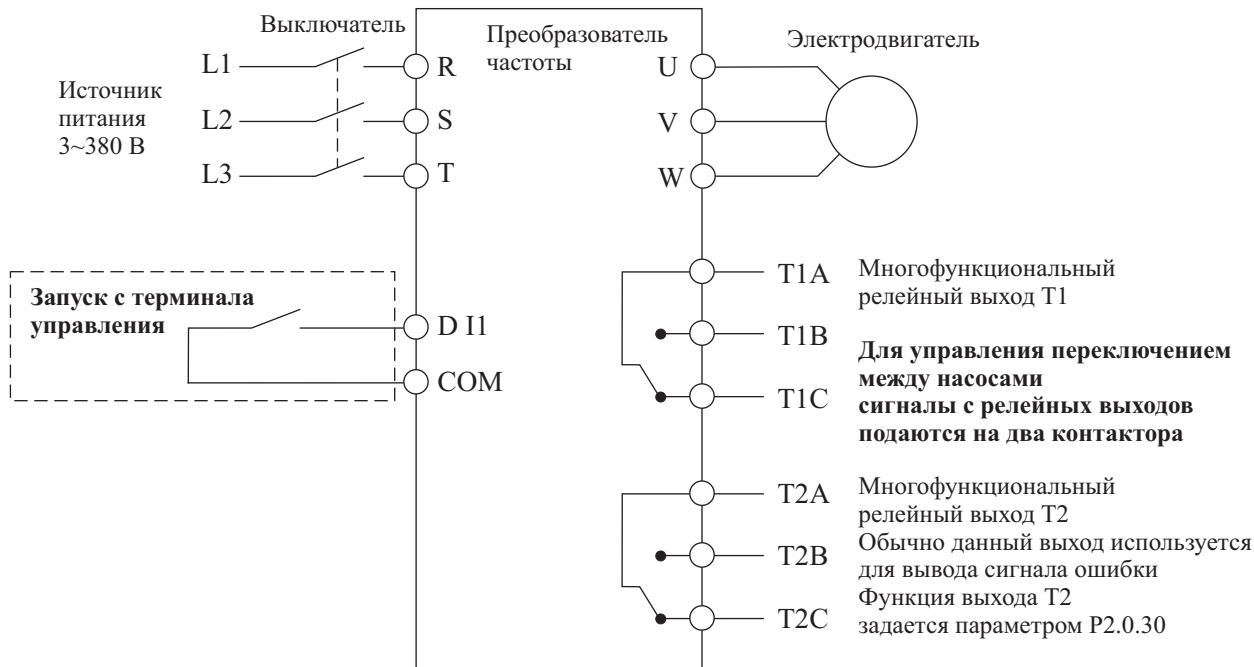 Выключатель
Преобразователь
частоты
Электродвигатель
Источник
питания
3~380 В
L1
L2
L3
R
S
T
U
V
W
Запуск с терминала
управления
D I1
COM
T1A
T1B
T1C
Многофункциональный
релейный выход T1
Для управления переключением
между насосами
сигналы с релейных выходов
подаются на два контактора
T2A
T2B
T2C
Многофункциональный
релейный выход T2
Обычно данный выход используется
для вывода сигнала ошибки
Функция выхода T2
задается параметром P2.0.30